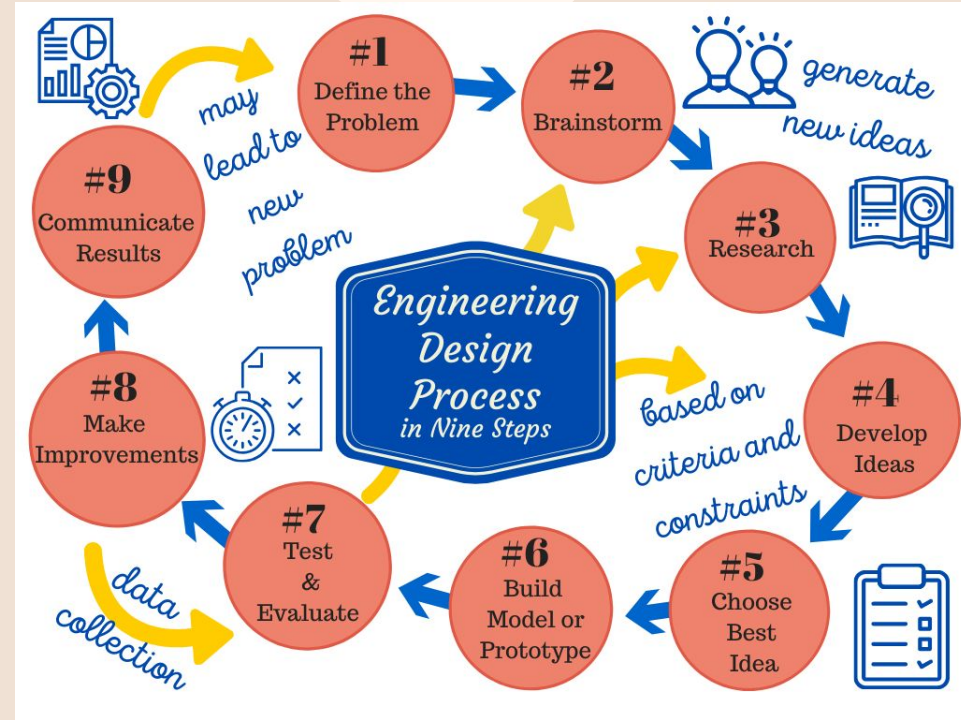 #1
Define the
Problem
#2
Brainstorm
generate
new ideas
#3
Research
#4
Develop
Ideas
based on
criteria and
constraints
#5
Choose
Best
Idea
#6
Build
Model or
Prototype
#7
Test
&
Evaluate
data
collection
#8
Make
Improvements
#9
Communicate
Results
may
lead to
new
problem
Engineering
Design
Process
in Nine Steps